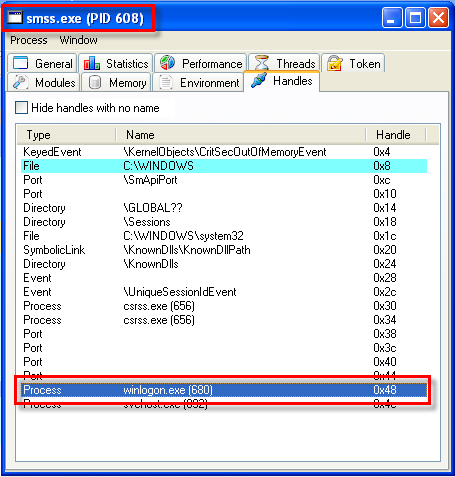 smss.exe (PID 608)
Process Window
General Statistics Performance Threads Token
Modules Memory Environment Handles
Hide handles with no name
Type Name Handle
KeyedEvent \KernelObjects\CritSecOutOfMemoryEvent 0x4
File C:\WINDOWS 0x8
Port \SmApiPort 0xc
Port 0x10
Directory \GLOBAL?? 0x14
Directory \Sessions 0x18
File C:\WINDOWS\system32 0x1c
SymbolicLink \KnownDlls\KnownDllPath 0x20
Directory \KnownDlls 0x24
Event 0x28
Event \UniqueSessionIdEvent 0x2c
Process csrss.exe (656) 0x30
Process csrss.exe (656) 0x34
Port 0x38
Port 0x3c
Port 0x40
Port 0x44
Process winlogon.exe (680) 0x48
Process svchost.exe (892) 0x4c